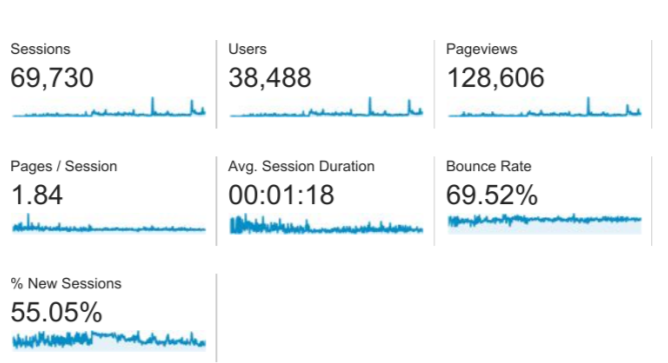 Sessions
69,730
Users
38,488
Pageviews
128,606
Pages / Session
1.84
Avg. Session Duration
00:01:18
Bounce Rate
69.52%
% New Sessions
55.05%